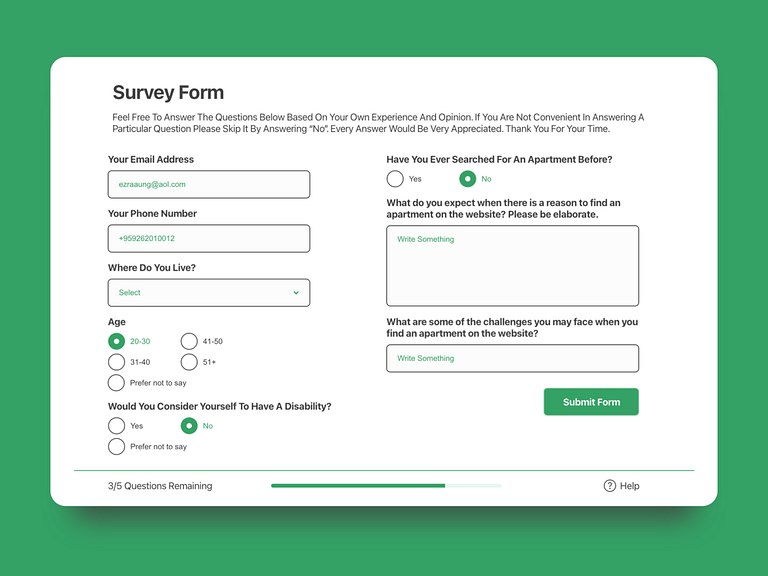 Survey Form
Feel Free To Answer The Questions Below Based On Your Own Experience And Opinion. If You Are Not Convenient In Answering A
Particular Question Please Skip It By Answering “No”. Every Answer Would Be Very Appreciated. Thank You For Your Time.
Your Email Address
ezraaung@aol.com
Your Phone Number
+959262010012
Where Do You Live?
Select
Age
20-30
41-50
31-40
51+
Prefer not to say
Would You Consider Yourself To Have A Disability?
Yes
No
Prefer not to say
Have You Ever Searched For An Apartment Before?
Yes
No
What do you expect when there is a reason to find an
apartment on the website? Please be elaborate.
Write Something
What are some of the challenges you may face when you
find an apartment on the website?
Write Something
Submit Form
3/5 Questions Remaining
? Help